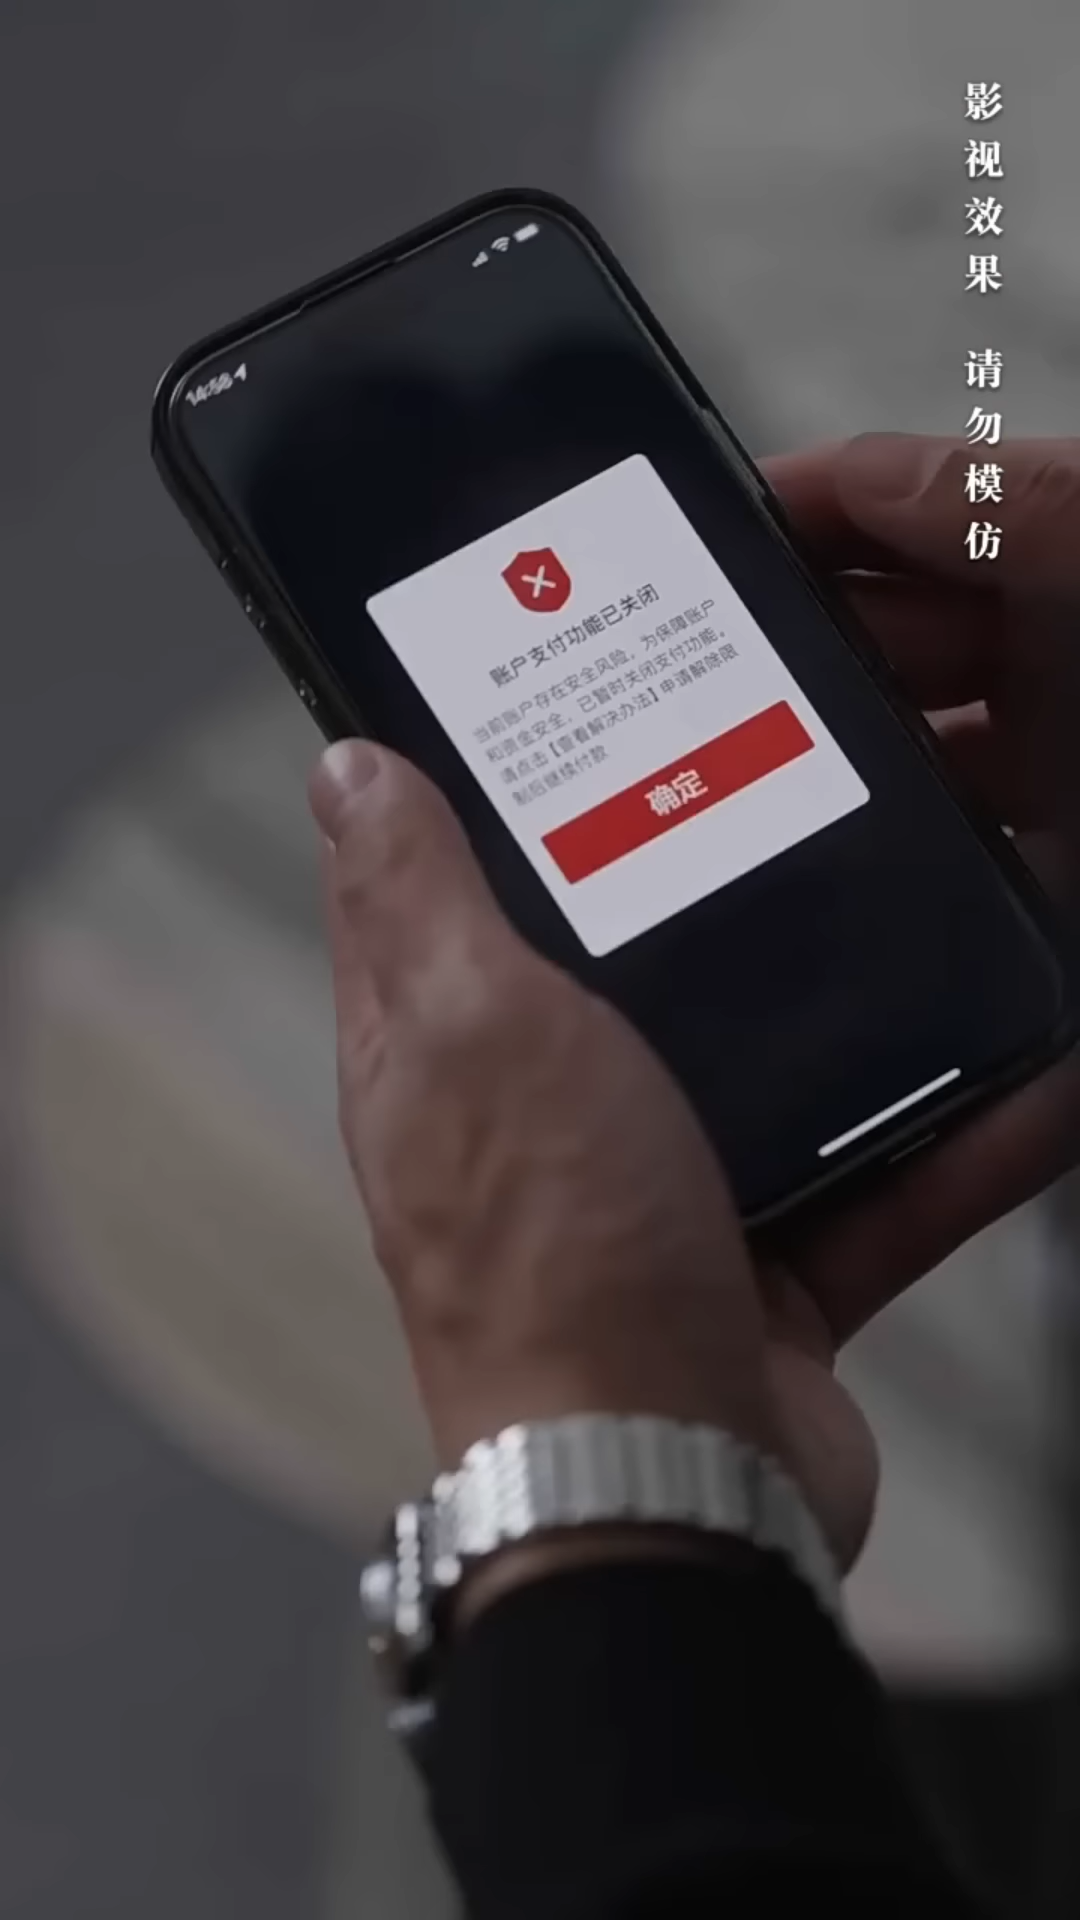 影视效果 请勿模仿
14:58
账户支付功能已关闭
当前账户存在安全风险，为保障账户
和资金安全，已暂时关闭支付功能。
请点击【查看解决办法】申请解除限
制后继续付款
确定